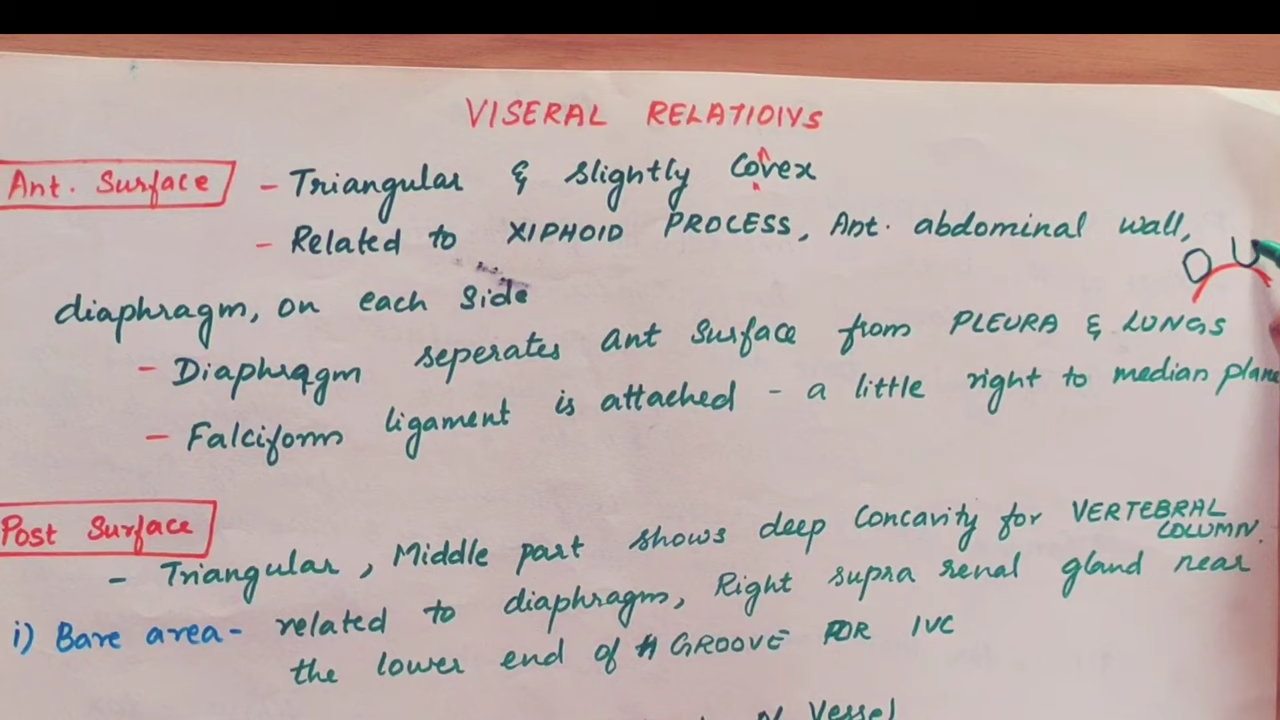 VISERAL RELATIONS
Ant. Surface - Triangular & slightly Covex
- Related to XIPHOID PROCESS, Ant. abdominal wall,
diaphragm, on each side
- Diaphragm seperates ant surface from PLEURA & LUNGS
- Falciform ligament is attached - a little right to median plane
Post Surface
- Triangular, Middle part shows deep concavity for VERTEBRAL
COLUMN.
i) Bare area - related to diaphragm, Right supra renal gland near
the lower end of GROOVE FOR IVC
Vessel